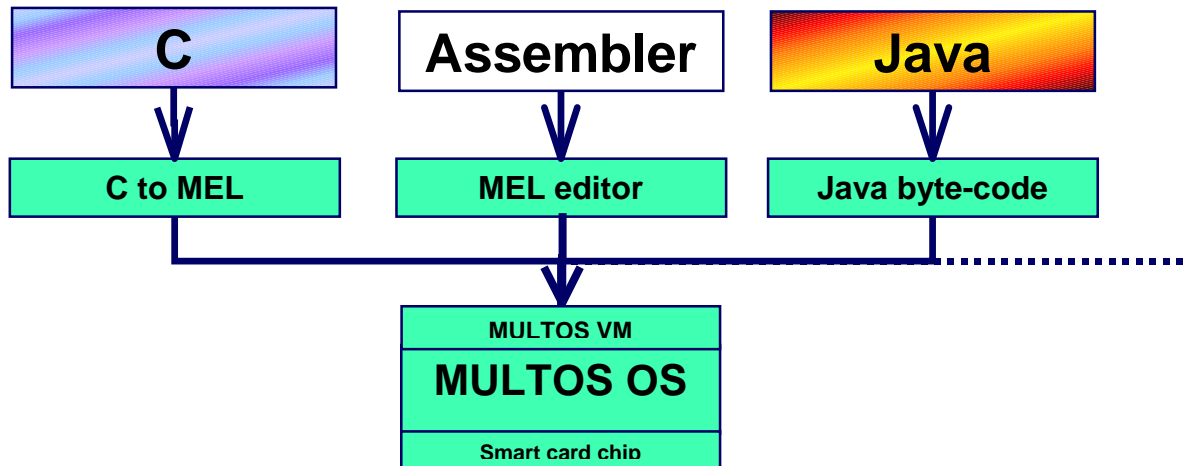 C
Assembler
Java
C to MEL
MEL editor
Java byte-code
MULTOS VM
MULTOS OS
Smart card chip